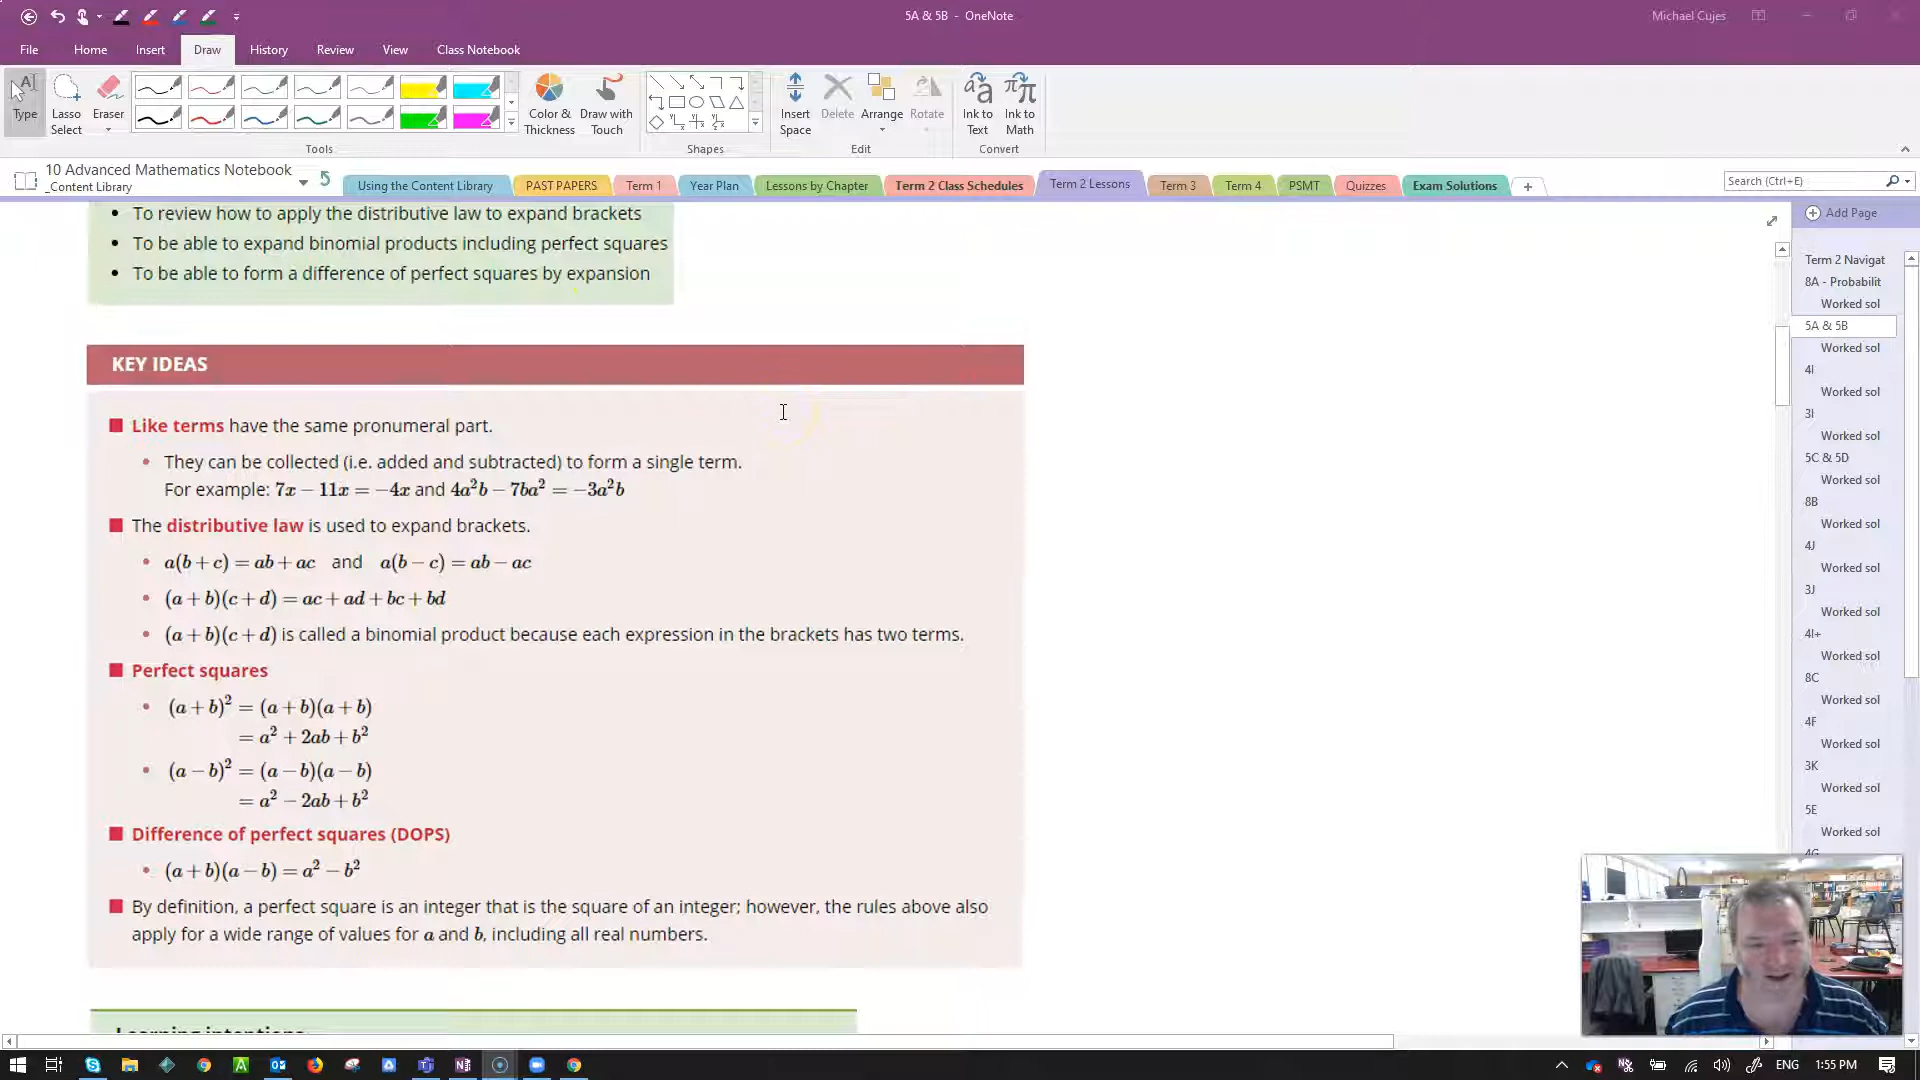 5A & 5B - OneNote
Michael Cujes
File
Home
Insert
Draw
History
Review
View
Class Notebook
Type
Lasso Select
Eraser
Color & Thickness
Draw with Touch
Insert Space
Delete
Arrange
Rotate
Ink to Text
Ink to Math
Tools
Shapes
Edit
Convert
10 Advanced Mathematics Notebook
_Content Library
Using the Content Library
PAST PAPERS
Term 1
Year Plan
Lessons by Chapter
Term 2 Class Schedules
Term 2 Lessons
Term 3
Term 4
PSMT
Quizzes
Exam Solutions
Search (Ctrl+E)
• To review how to apply the distributive law to expand brackets
• To be able to expand binomial products including perfect squares
• To be able to form a difference of perfect squares by expansion
KEY IDEAS
Like terms have the same pronumeral part.
• They can be collected (i.e. added and subtracted) to form a single term.
For example: 7x − 11x = −4x and 4a²b − 7ba² = −3a²b
The distributive law is used to expand brackets.
• a(b + c) = ab + ac and a(b − c) = ab − ac
• (a + b)(c + d) = ac + ad + bc + bd
• (a + b)(c + d) is called a binomial product because each expression in the brackets has two terms.
Perfect squares
• (a + b)² = (a + b)(a + b)
= a² + 2ab + b²
• (a − b)² = (a − b)(a − b)
= a² − 2ab + b²
Difference of perfect squares (DOPS)
• (a + b)(a − b) = a² − b²
By definition, a perfect square is an integer that is the square of an integer; however, the rules above also
apply for a wide range of values for a and b, including all real numbers.
Learning intentions
Add Page
Term 2 Navigat
8A - Probabilit
Worked sol
5A & 5B
Worked sol
4I
Worked sol
3I
Worked sol
5C & 5D
Worked sol
8B
Worked sol
4J
Worked sol
3J
Worked sol
4I+
Worked sol
8C
Worked sol
4F
Worked sol
3K
Worked sol
5E
Worked sol
4G
ENG
1:55 PM